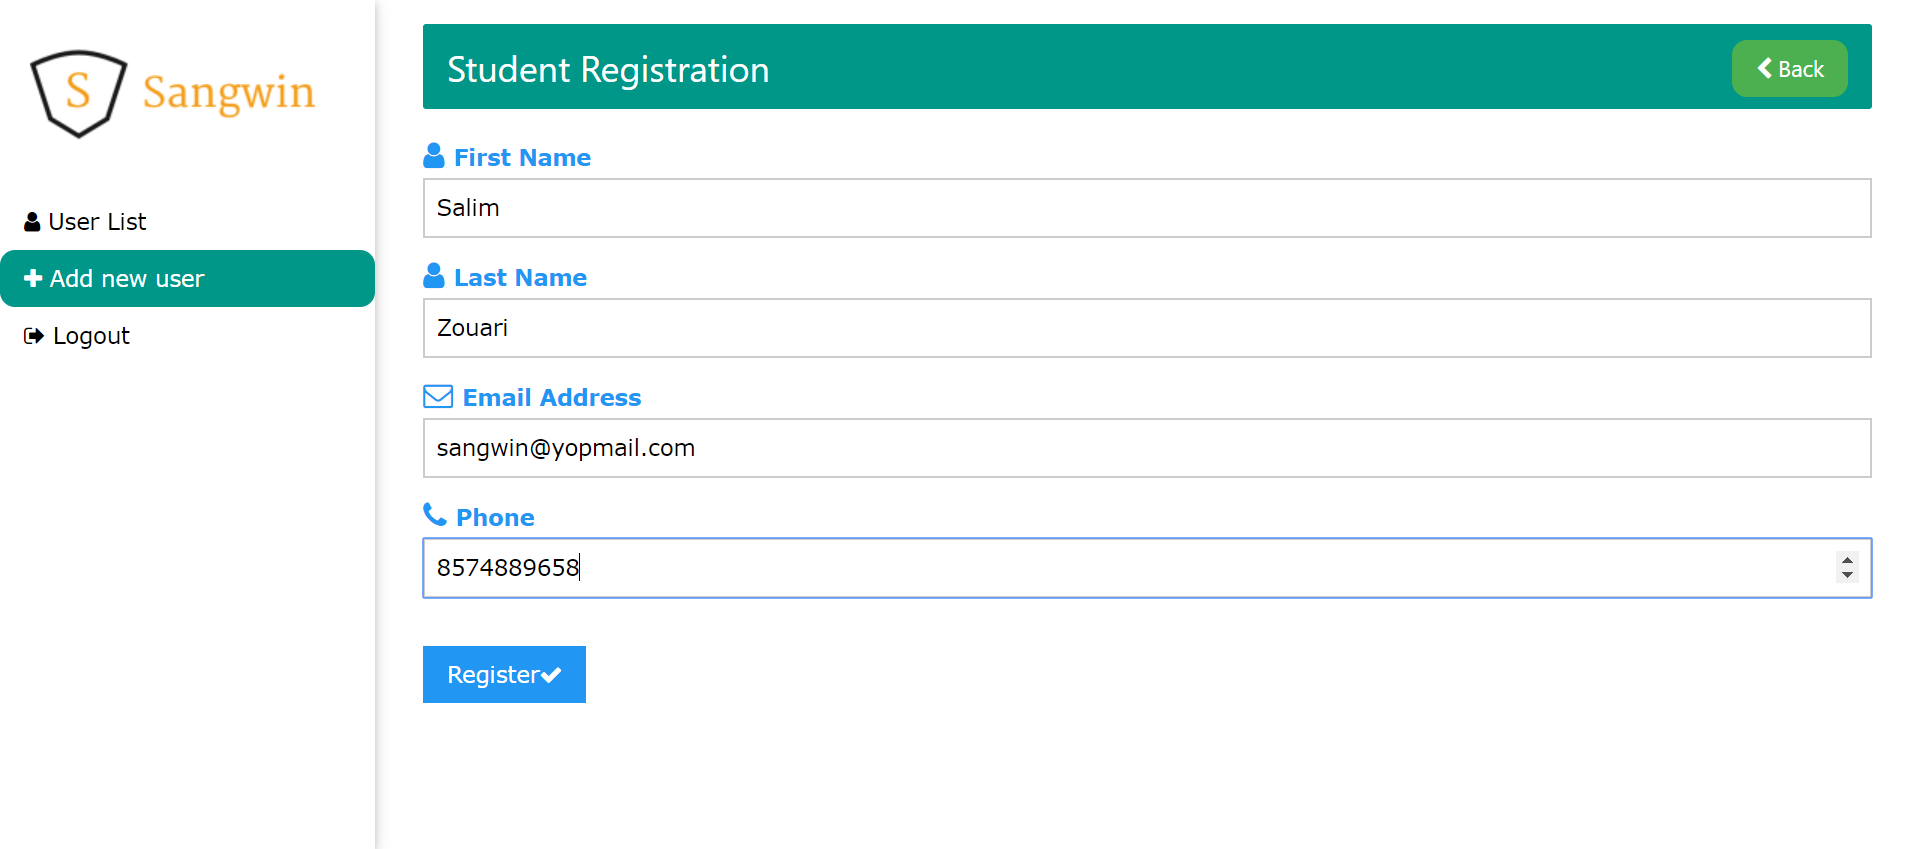 S Sangwin
User List
Add new user
Logout
Student Registration
Back
First Name
Salim
Last Name
Zouari
Email Address
sangwin@yopmail.com
Phone
8574889658
Register